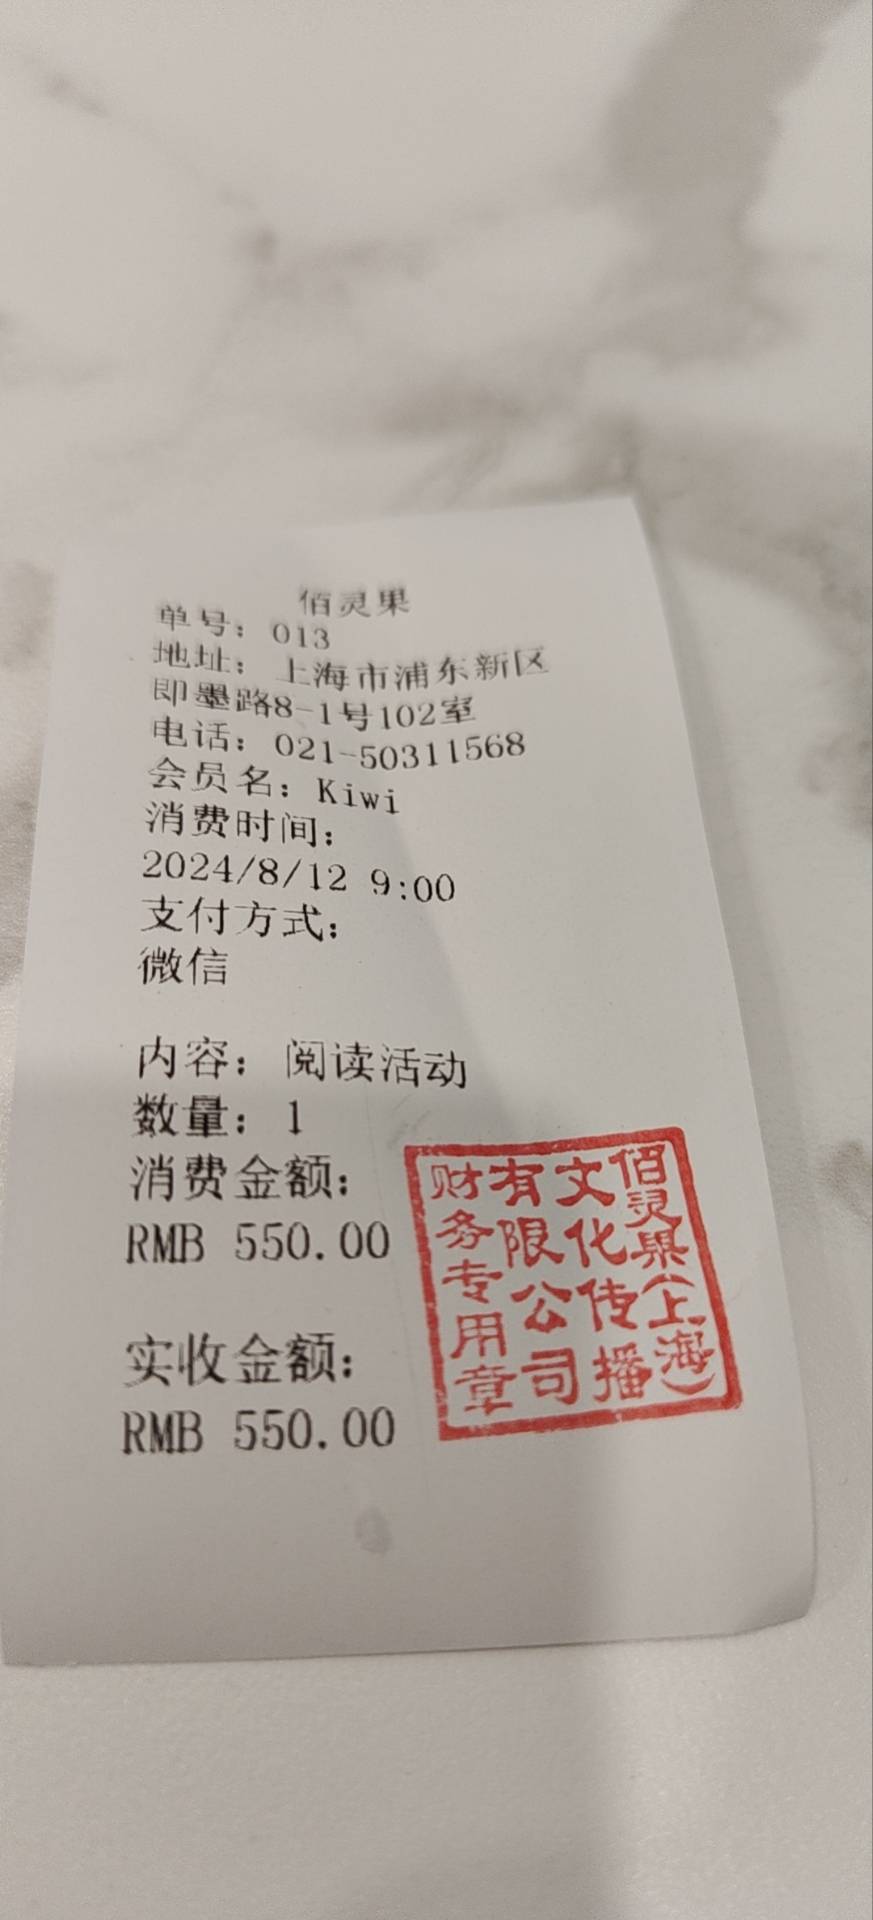 佰灵果
单号：013
地址：上海市浦东新区
即墨路8-1号102室
电话：021-50311568
会员名：Kiwi
消费时间：
2024/8/12 9:00
支付方式：
微信
内容：阅读活动
数量：1
消费金额：
RMB 550.00
实收金额：
RMB 550.00
佰灵果（上海）
文化传播
有限公司
财务专用章